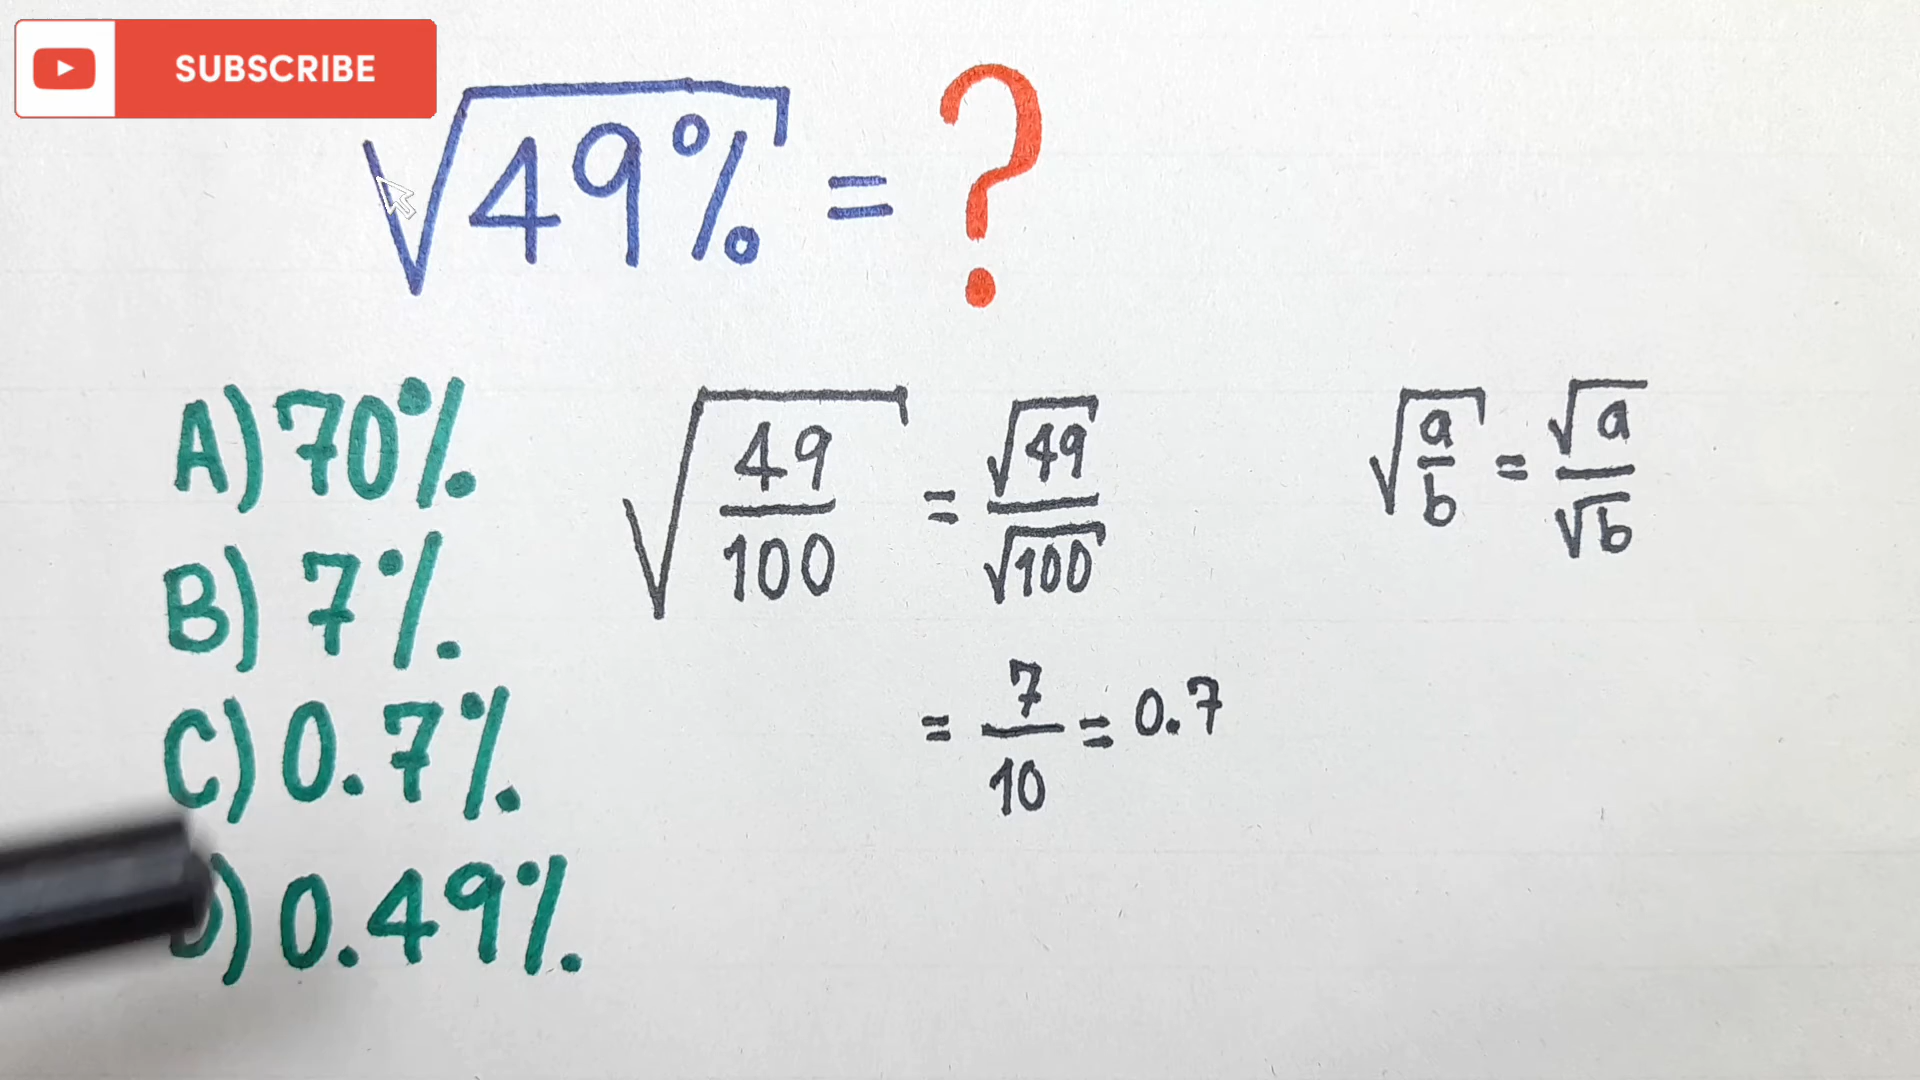 SUBSCRIBE
√49% = ?
A) 70%
B) 7%
C) 0.7%
D) 0.49%
√(49/100) = √49/√100
= 7/10 = 0.7
√(a/b) = √a/√b